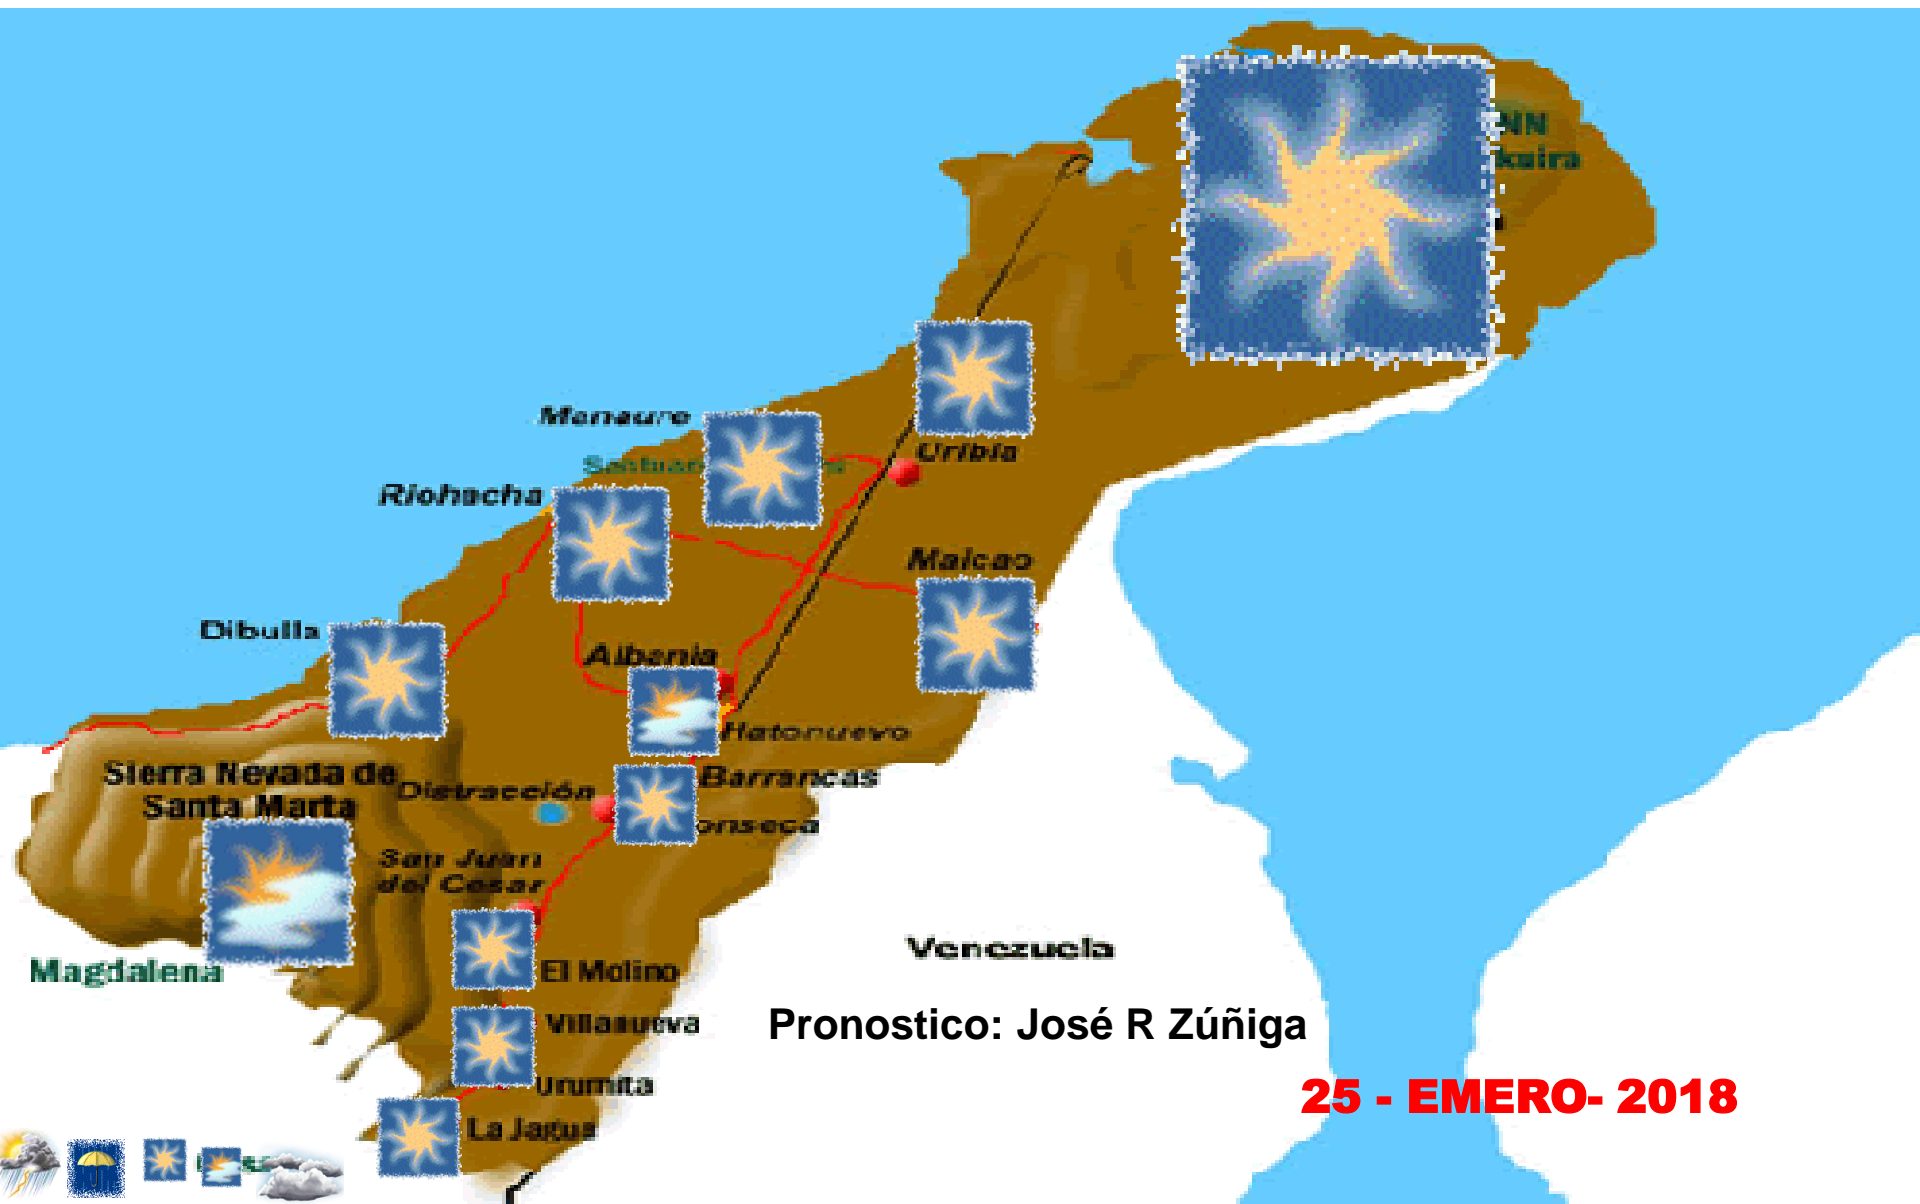 NN
kuira
Manaure
Riohacha
Uribia
Maicao
Dibulla
Albania
Hatonuevo
Sierra Nevada de
Santa Marta
Distracción
Barrancas
onseca
San Juan
del Cesar
Magdalena
El Molino
Venezuela
Villanueva
Pronostico: José R Zúñiga
Urumita
25 - EMERO- 2018
La Jagua